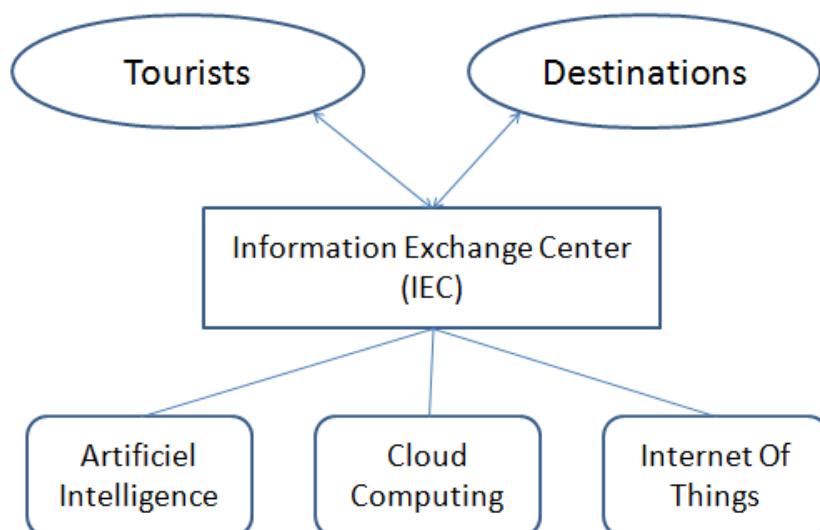 Tourists
Destinations
Information Exchange Center
(IEC)
Artificiel
Intelligence
Cloud
Computing
Internet Of
Things